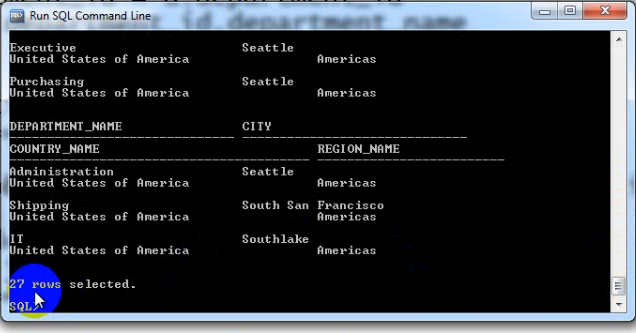 Run SQL Command Line
Executive Seattle
United States of America Americas
Purchasing Seattle
United States of America Americas
DEPARTMENT_NAME CITY
COUNTRY_NAME REGION_NAME
Administration Seattle
United States of America Americas
Shipping South San Francisco
United States of America Americas
IT Southlake
United States of America Americas
27 rows selected.
SQL>